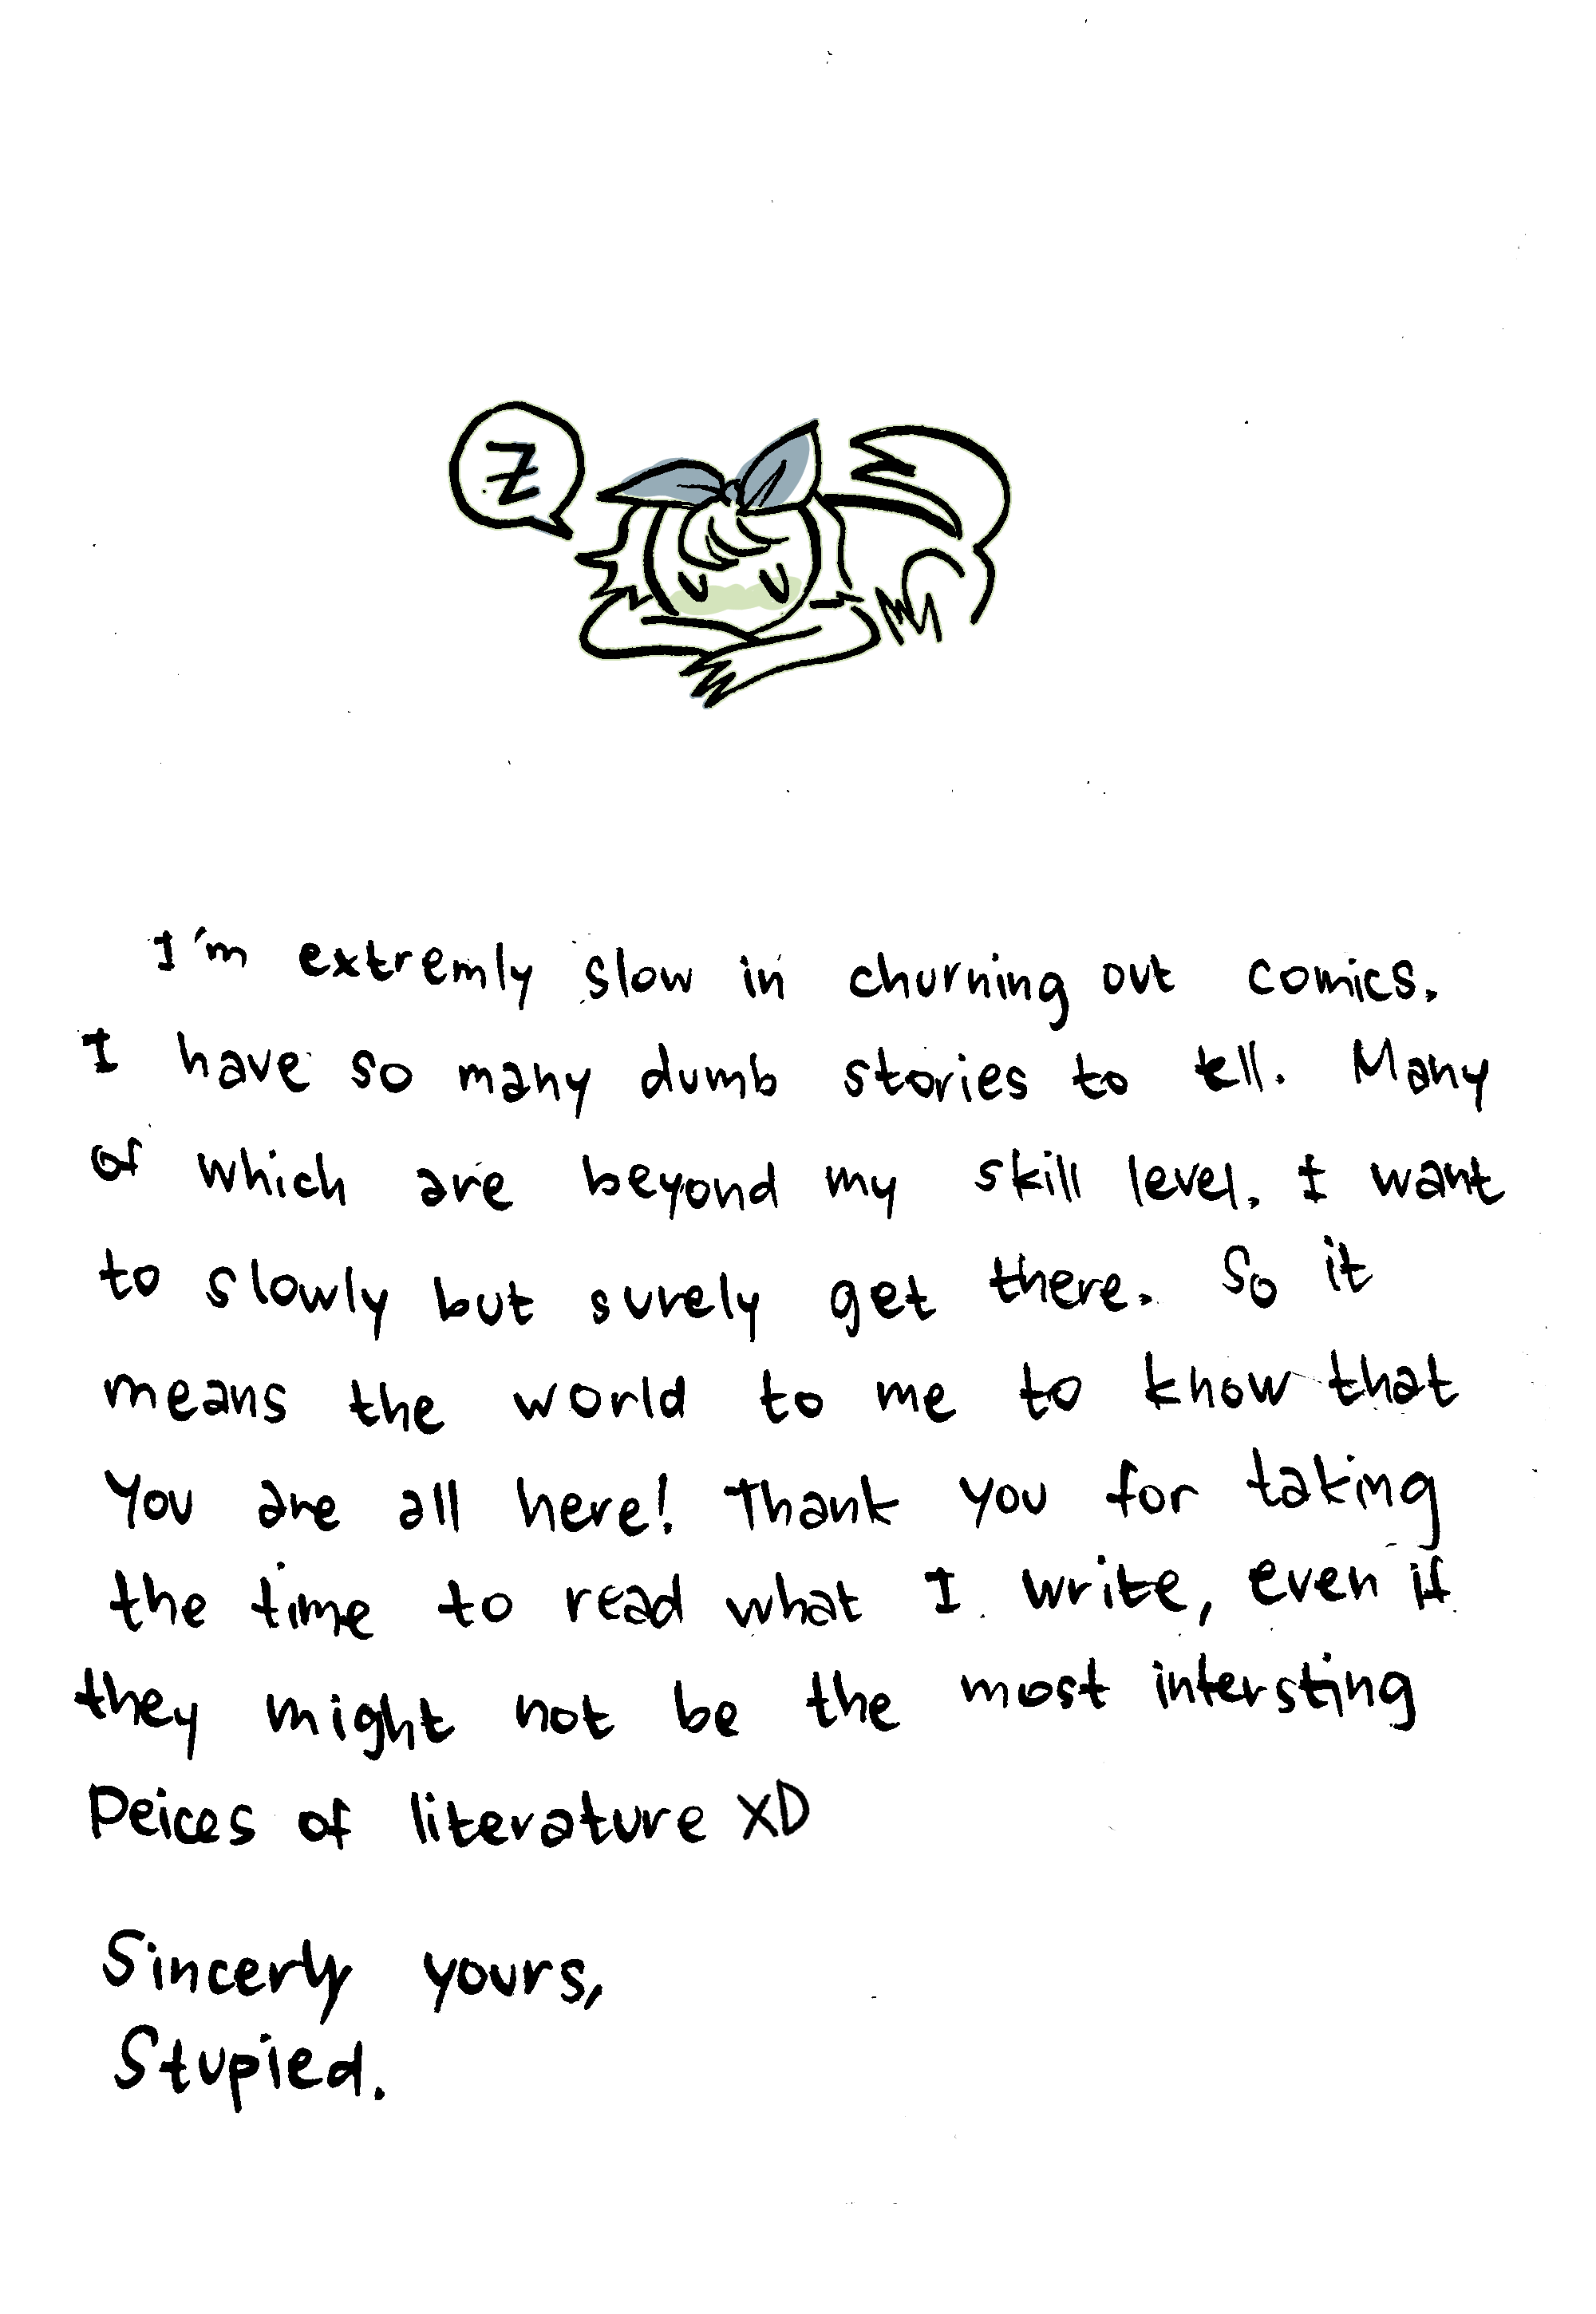 Z
I'm extremly slow in churning out comics.
I have so many dumb stories to tell. Many
of which are beyond my skill level. I want
to slowly but surely get there. So it
means the world to me to know that
You are all here! Thank you for taking
the time to read what I write, even if
they might not be the most intersting
Peices of literature XD
Sincerly yours,
Stupied.